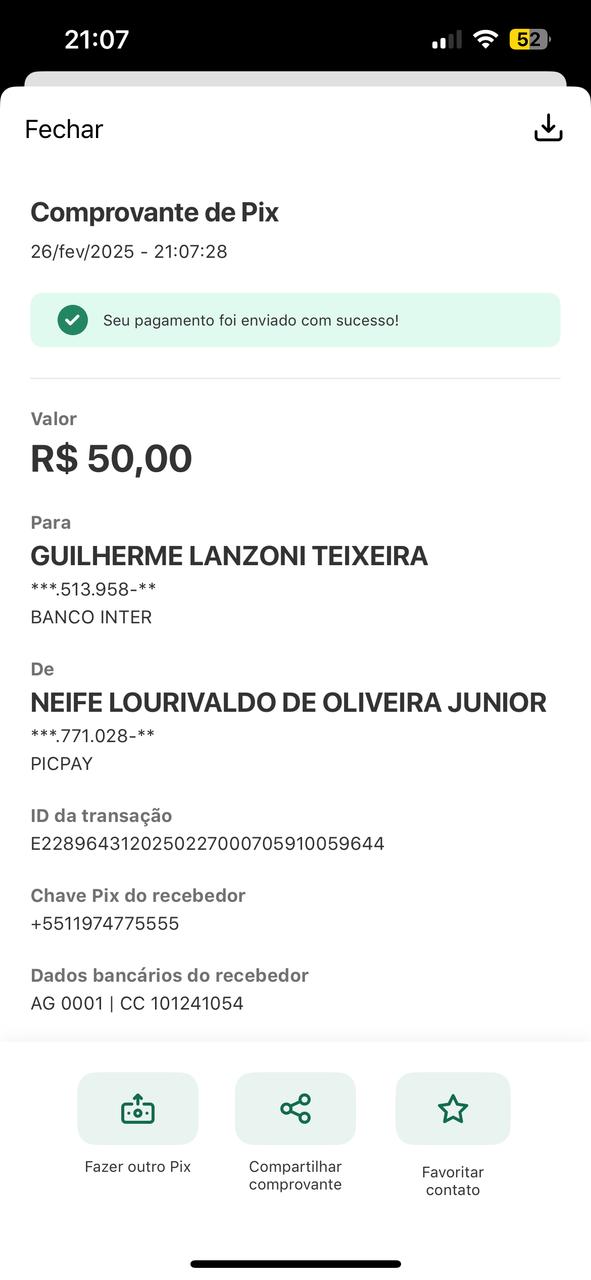 21:07
52
Fechar
Comprovante de Pix
26/fev/2025 - 21:07:28
Seu pagamento foi enviado com sucesso!
Valor
R$ 50,00
Para
GUILHERME LANZONI TEIXEIRA
***.513.958-**
BANCO INTER
De
NEIFE LOURIVALDO DE OLIVEIRA JUNIOR
***.771.028-**
PICPAY
ID da transação
E2289643120250227000705910059644
Chave Pix do recebedor
+5511974775555
Dados bancários do recebedor
AG 0001 | CC 101241054
Fazer outro Pix
Compartilhar
comprovante
Favoritar
contato